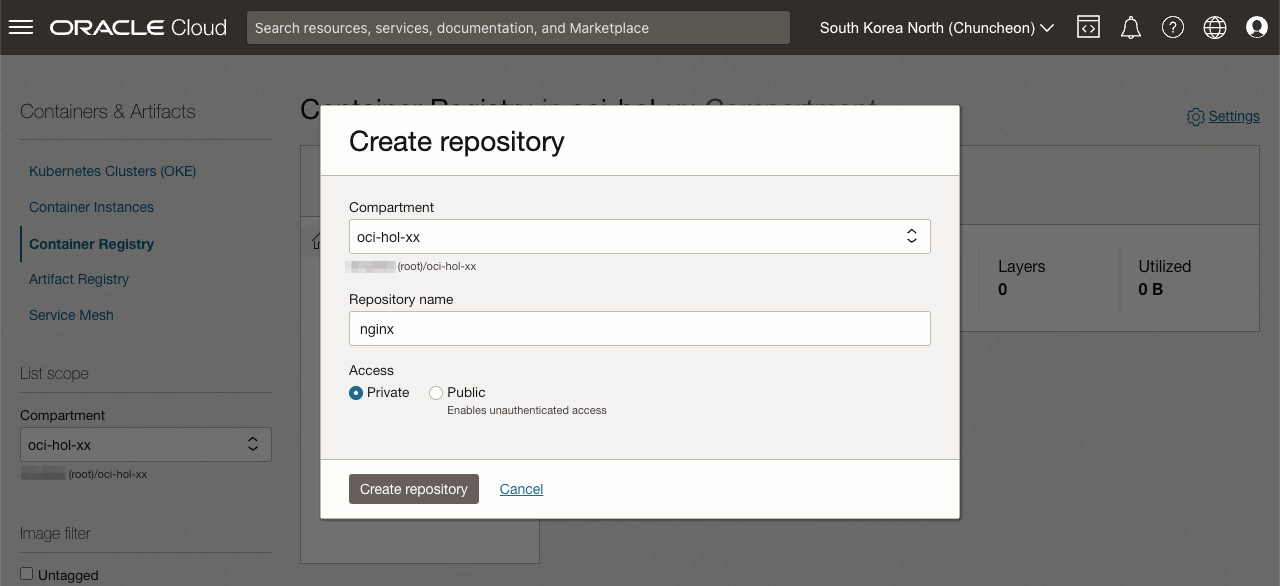 ORACLE Cloud
Search resources, services, documentation, and Marketplace
South Korea North (Chuncheon)
Containers & Artifacts
Kubernetes Clusters (OKE)
Container Instances
Container Registry
Artifact Registry
Service Mesh
List scope
Compartment
oci-hol-xx
(root)/oci-hol-xx
Image filter
Untagged
Container Registry in oci-hol-xx Compartment
Settings
Layers
0
Utilized
0 B
Create repository
Compartment
oci-hol-xx
(root)/oci-hol-xx
Repository name
nginx
Access
Private
Public
Enables unauthenticated access
Create repository
Cancel